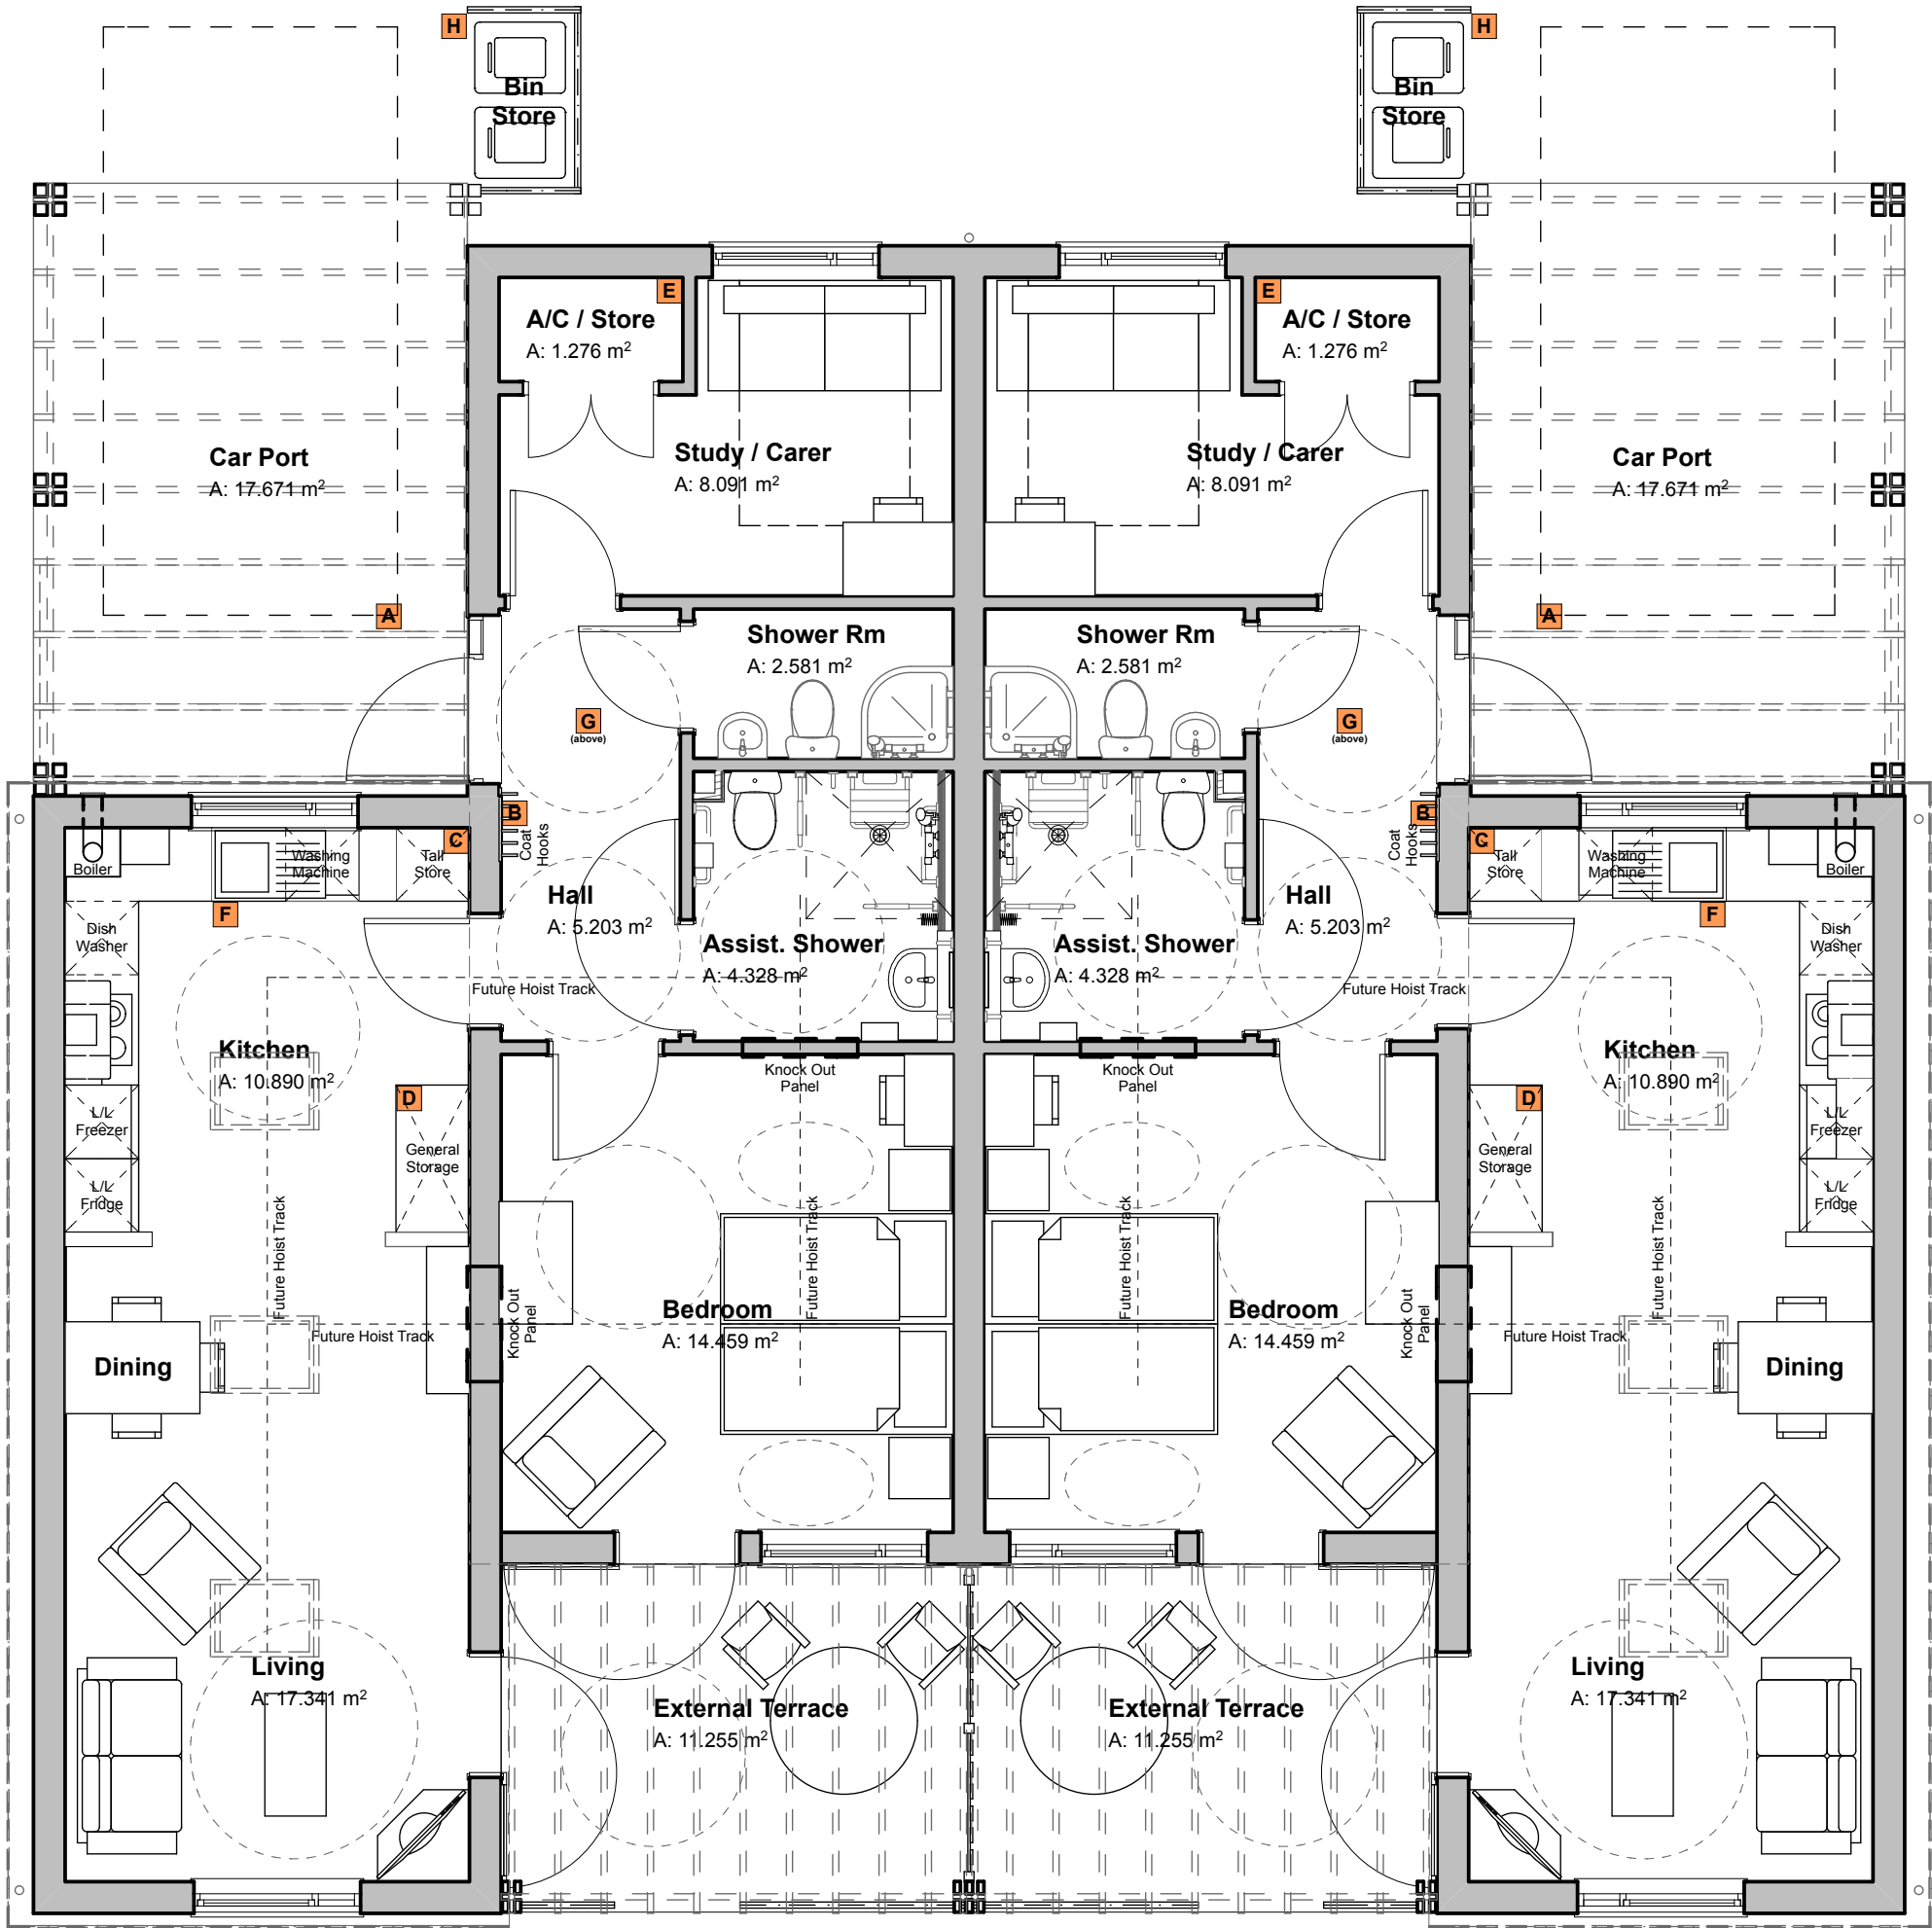 H
H
Bin
Store
Bin
Store
E
E
A/C / Store
A: 1.276 m²
A/C / Store
A: 1.276 m²
Car Port
A: 17.671 m²
Study / Carer
A: 8.091 m²
Study / Carer
A: 8.091 m²
Car Port
A: 17.671 m²
A
A
Shower Rm
A: 2.581 m²
Shower Rm
A: 2.581 m²
G
(above)
G
(above)
B
Coat
Hooks
B
Coat
Hooks
C
C
Boiler
Washing
Machine
Tall
Store
Tall
Store
Washing
Machine
Boiler
F
F
Hall
A: 5.203 m²
Hall
A: 5.203 m²
Dish
Washer
Dish
Washer
Assist. Shower
A: 4.328 m²
Assist. Shower
A: 4.328 m²
Future Hoist Track
Future Hoist Track
Kitchen
A: 10.890 m²
Kitchen
A: 10.890 m²
Knock Out
Panel
Knock Out
Panel
D
D
L/L
Freezer
L/L
Freezer
General
Storage
General
Storage
L/L
Fridge
L/L
Fridge
Future Hoist Track
Future Hoist Track
Future Hoist Track
Future Hoist Track
Bedroom
A: 14.459 m²
Bedroom
A: 14.459 m²
Knock Out
Panel
Knock Out
Panel
Future Hoist Track
Future Hoist Track
Dining
Dining
Living
A: 17.341 m²
Living
A: 17.341 m²
External Terrace
A: 11.255 m²
External Terrace
A: 11.255 m²